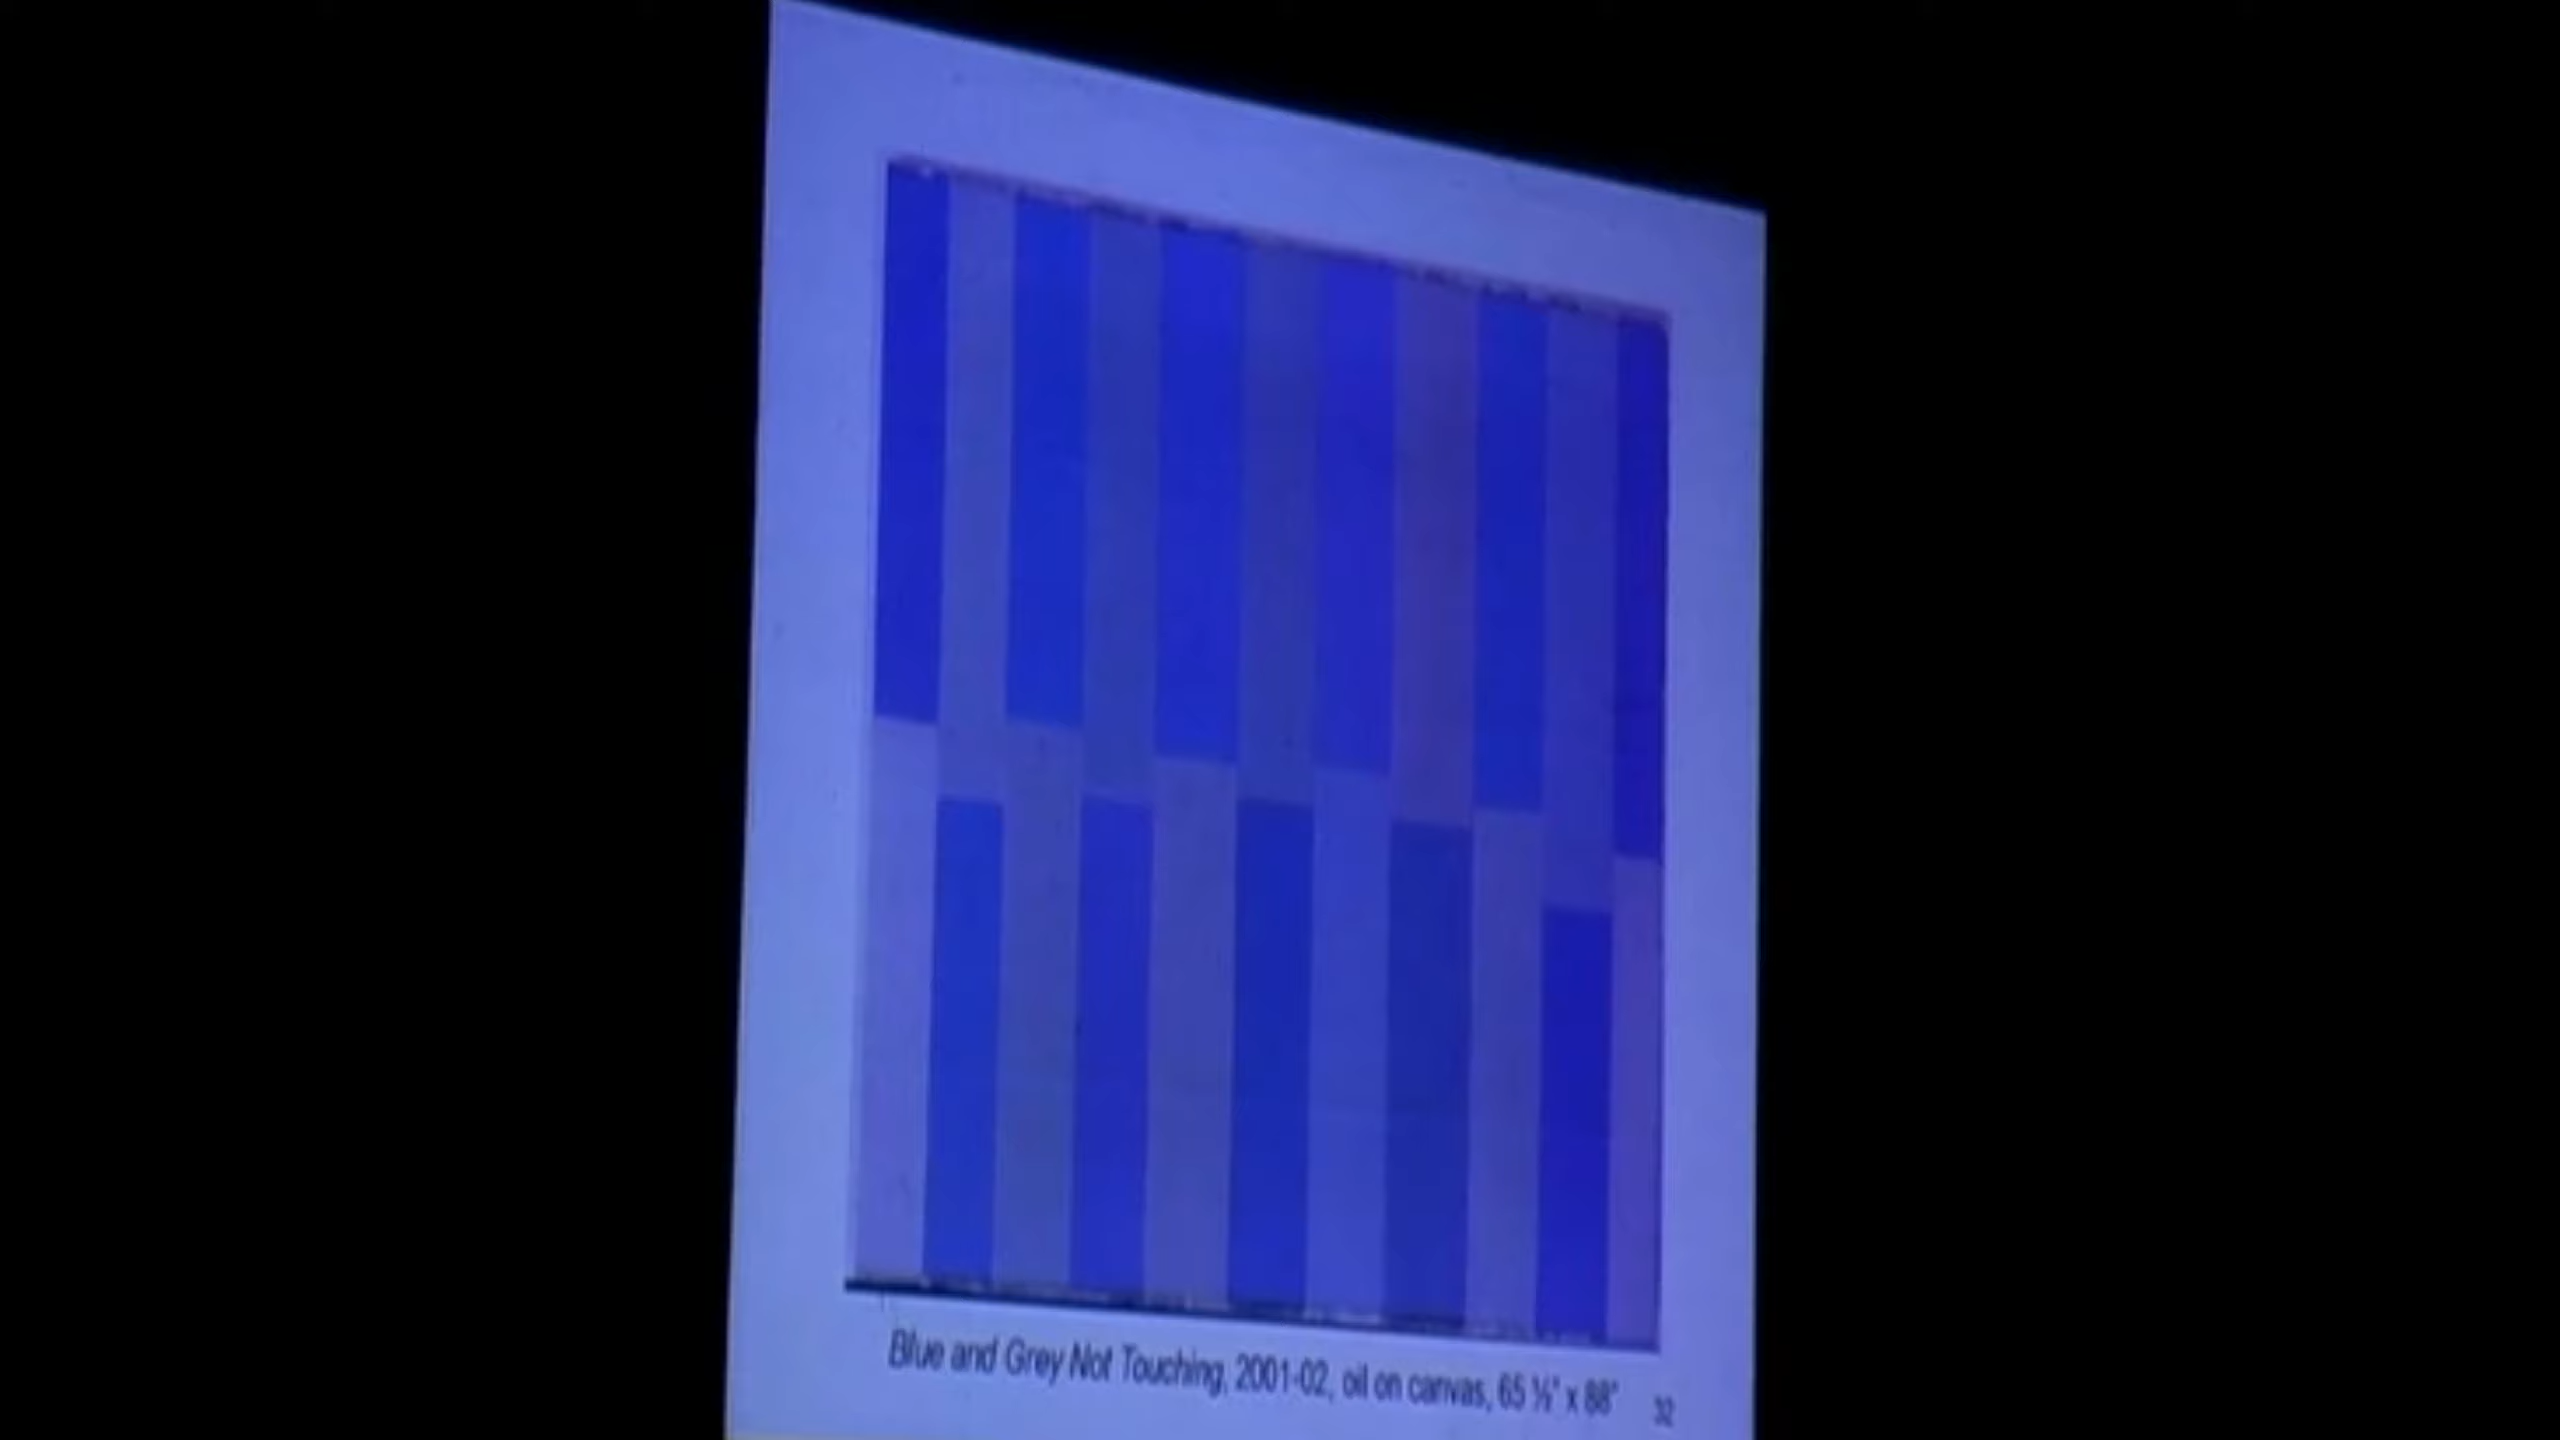 Blue and Grey Not Touching, 2001-02, oil on canvas, 65 ½" x 88"
32